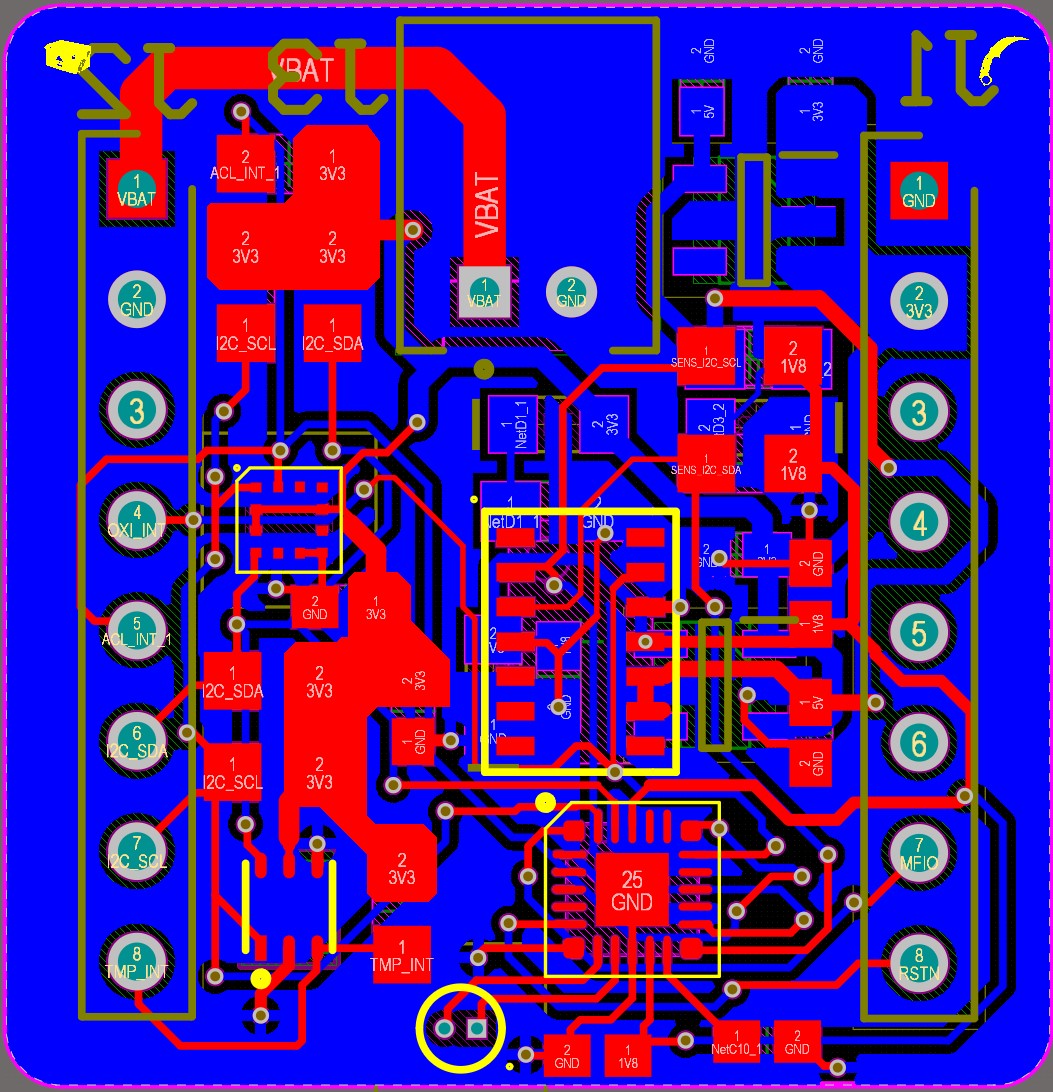 J2
J3
J1
VBAT
2
GND
2
GND
1
5V
1
3V3
2
ACL_INT_1
1
3V3
1
VBAT
1
GND
VBAT
2
3V3
2
3V3
2
GND
1
VBAT
2
GND
2
3V3
1
I2C_SCL
1
I2C_SDA
1
SENS_I2C_SCL
2
1V8
3
1
NetD1_1
2
3V3
2
1
SENS_I2C_SDA
2
1V8
3
4
OXI_INT
1
2
GND
4
2
GND
2
GND
2
GND
1
3V3
1
1V8
5
ACL_INT_1
5
1
I2C_SDA
2
3V3
2
3V3
1
5V
6
I2C_SDA
1
GND
6
1
I2C_SCL
2
3V3
2
GND
7
I2C_SCL
2
3V3
25
GND
7
MFIO
8
TMP_INT
1
TMP_INT
8
RSTN
2
GND
1
1V8
1
NetC10_1
2
GND